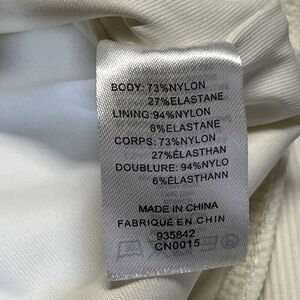 BODY: 73%NYLON
27%ELASTANE
LINING: 94%NYLON
6%ELASTANE
CORPS: 73%NYLON
27%ÉLASTHAN
DOUBLURE: 94%NYLO
6%ÉLASTHANN
MADE IN CHINA
FABRIQUÉ EN CHIN
935842
CN0015